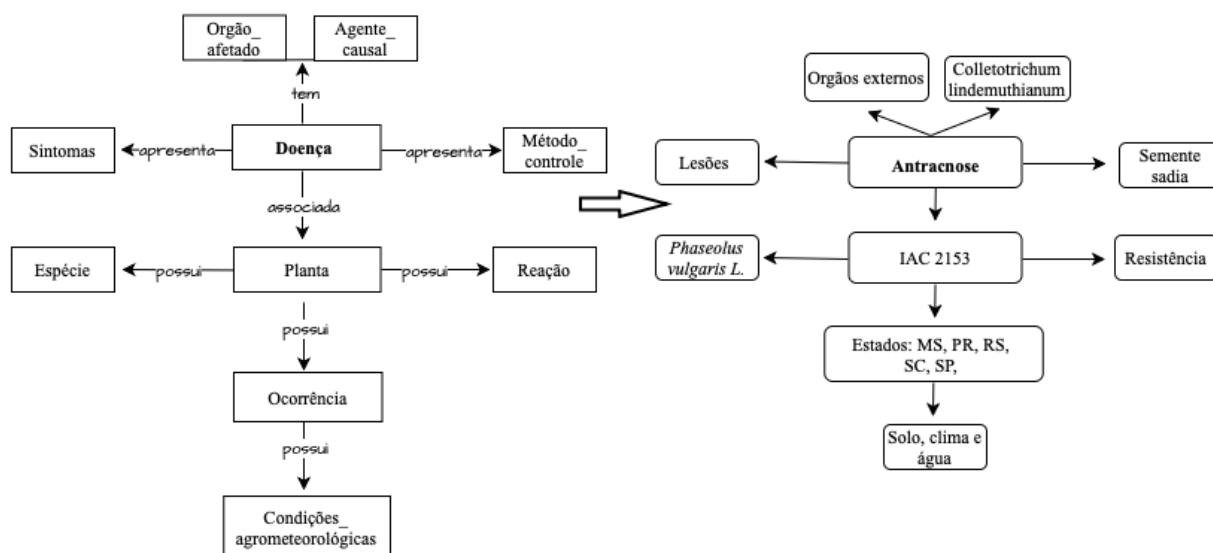 Orgão_
afetado
Agente_
causal
tem
Sintomas
apresenta
Doença
apresenta
Método_
controle
associada
Espécie
possui
Planta
possui
Reação
possui
Ocorrência
possui
Condições_
agrometeorológicas
Orgãos externos
Colletotrichum
lindemuthianum
Lesões
Antracnose
Semente
sadia
Phaseolus
vulgaris L.
IAC 2153
Resistência
Estados: MS, PR, RS,
SC, SP,
Solo, clima e
água